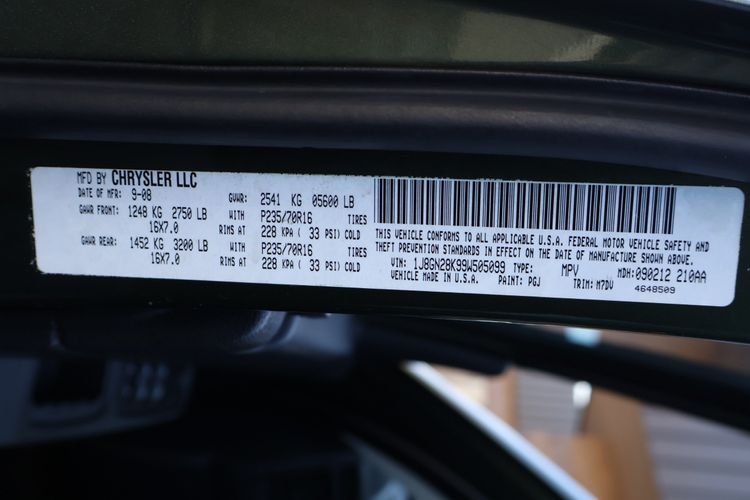 MFD BY CHRYSLER LLC
DATE OF MFR: 9-08 GVWR: 2541 KG 05600 LB
GAWR FRONT: 1248 KG 2750 LB WITH P235/70R16 TIRES
16X7.0 RIMS AT 228 KPA ( 33 PSI) COLD
GAWR REAR: 1452 KG 3200 LB WITH P235/70R16 TIRES
16X7.0 RIMS AT 228 KPA ( 33 PSI) COLD
THIS VEHICLE CONFORMS TO ALL APPLICABLE U.S.A. FEDERAL MOTOR VEHICLE SAFETY AND
THEFT PREVENTION STANDARDS IN EFFECT ON THE DATE OF MANUFACTURE SHOWN ABOVE.
VIN: 1J8GN28K99W505099 TYPE: MPV MDH: 090212 210AA
VEHICLE MADE IN U.S.A. PAINT: PGJ TRIM: M7DV 4648509